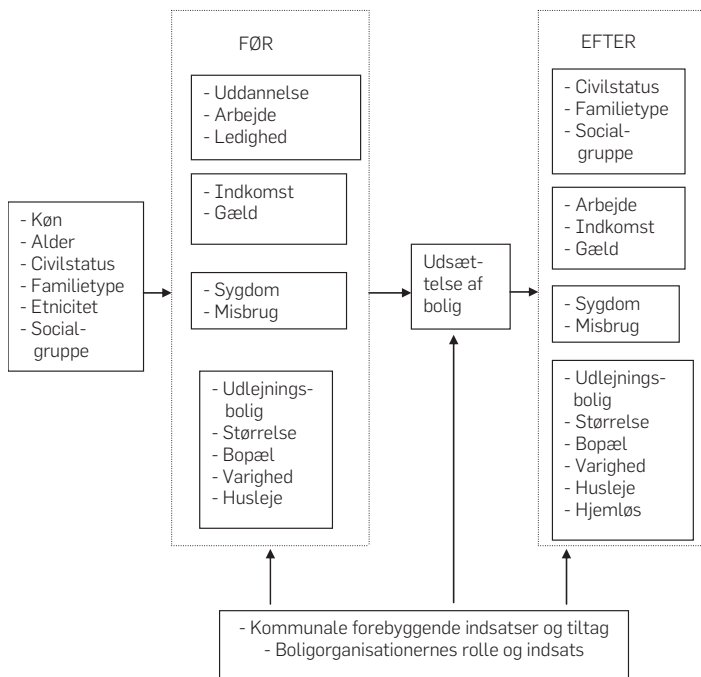 - Køn
- Alder
- Civilstatus
- Familietype
- Etnicitet
- Social-
gruppe
FØR
- Uddannelse
- Arbejde
- Ledighed
- Indkomst
- Gæld
- Sygdom
- Misbrug
- Udlejnings-
bolig
- Størrelse
- Bopæl
- Varighed
- Husleje
Udsæt-
telse af
bolig
EFTER
- Civilstatus
- Familietype
- Social-
gruppe
- Arbejde
- Indkomst
- Gæld
- Sygdom
- Misbrug
- Udlejnings-
bolig
- Størrelse
- Bopæl
- Varighed
- Husleje
- Hjemløs
- Kommunale forebyggende indsatser og tiltag
- Boligorganisationernes rolle og indsats